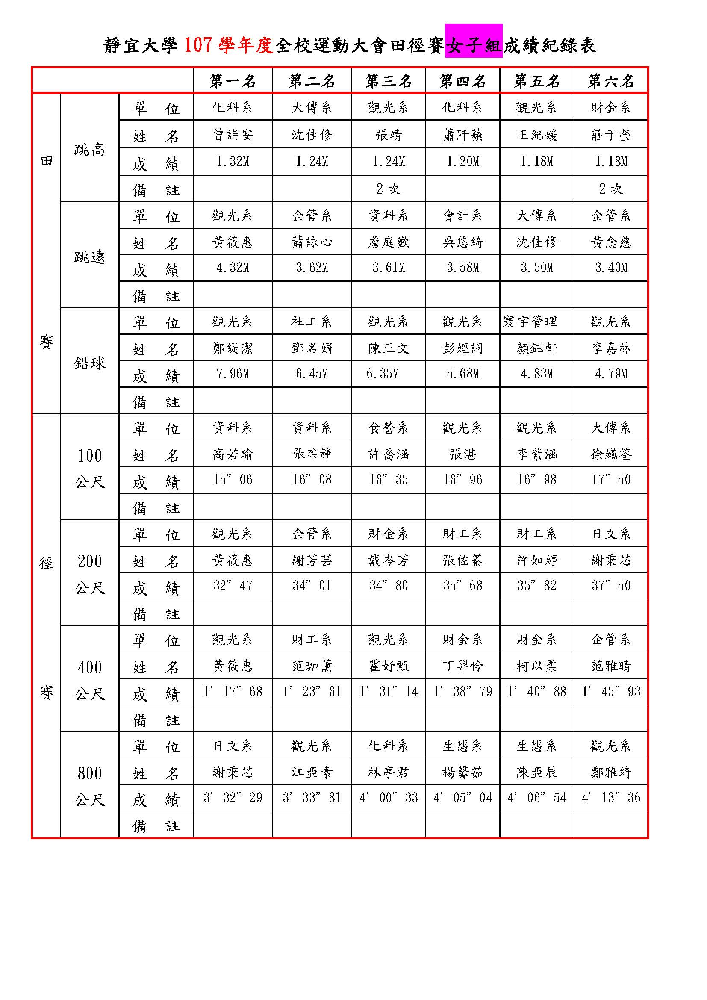 靜宜大學 107 學年度全校運動大會田徑賽女子組成績紀錄表
第一名 第二名 第三名 第四名 第五名 第六名
田賽
跳高
單位 化科系 大傳系 觀光系 化科系 觀光系 財金系
姓名 曾詣安 沈佳修 張靖 蕭阡蘋 王紀媛 莊于瑩
成績 1.32M 1.24M 1.24M 1.20M 1.18M 1.18M
備註 2 次 2 次
跳遠
單位 觀光系 企管系 資科系 會計系 大傳系 企管系
姓名 黃筱惠 蕭詠心 詹庭歡 吳悠綺 沈佳修 黃念慈
成績 4.32M 3.62M 3.61M 3.58M 3.50M 3.40M
備註
鉛球
單位 觀光系 社工系 觀光系 觀光系 寰宇管理 觀光系
姓名 鄭緹潔 鄧名娟 陳正文 彭婭詞 顏鈺軒 李嘉林
成績 7.96M 6.45M 6.35M 5.68M 4.83M 4.79M
備註
徑賽
100
公尺
單位 資科系 資科系 食營系 觀光系 觀光系 大傳系
姓名 高若瑜 張柔靜 許喬涵 張湛 李紫涵 徐嬿筌
成績 15”06 16”08 16”35 16”96 16”98 17”50
備註
200
公尺
單位 觀光系 企管系 財金系 財工系 財工系 日文系
姓名 黃筱惠 謝芳芸 戴岑芳 張佐蓁 許如婷 謝秉芯
成績 32”47 34”01 34”80 35”68 35”82 37”50
備註
400
公尺
單位 觀光系 財工系 觀光系 財金系 財金系 企管系
姓名 黃筱惠 范珈薰 霍妤甄 丁羿伶 柯以柔 范雅晴
成績 1’17”68 1’23”61 1’31”14 1’38”79 1’40”88 1’45”93
備註
800
公尺
單位 日文系 觀光系 化科系 生態系 生態系 觀光系
姓名 謝秉芯 江亞素 林亭君 楊馨茹 陳亞辰 鄭雅綺
成績 3’32”29 3’33”81 4’00”33 4’05”04 4’06”54 4’13”36
備註